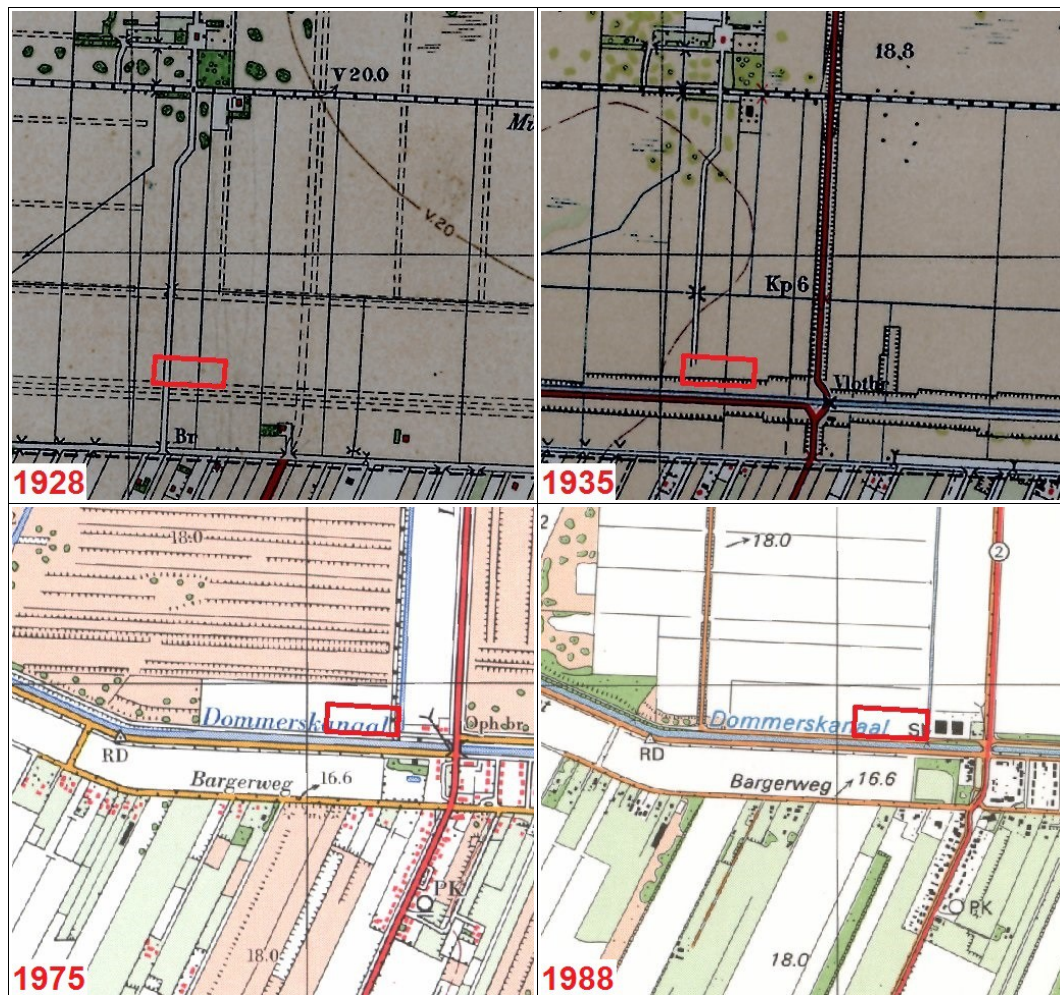 V 20.0
V.20
Br
1928
18.8
Kp 6
Vlotbr.
1935
18.0
Dommerskanaal
Oph.br.
RD
Bargerweg
16.6
PK
18.0
1975
2
18.0
2
Dommerskanaal
RD
Bargerweg
16.6
PK
18.0
1988